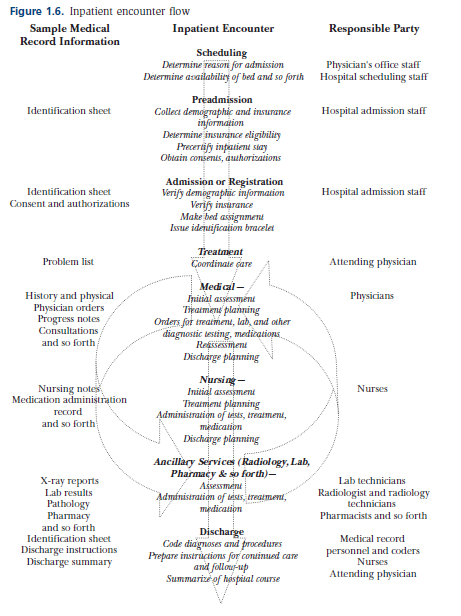 Figure 1.6. Inpatient encounter flow
Sample Medical Record Information
Inpatient Encounter
Responsible Party
Scheduling
Determine reason for admission
Physician's office staff
Determine availability of bed and so forth
Hospital scheduling staff
Preadmission
Identification sheet
Collect demographic and insurance
Hospital admission staff
information
Determine insurance eligibility
Precertify inpatient stay
Obtain consents, authorizations
Admission or Registration
Identification sheet
Verify demographic information
Hospital admission staff
Consent and authorizations
Verify insurance
Make bed assignment
Issue identification bracelet
Treatment
Problem list
Coordinate care
Attending physician
Medical —
History and physical
Initial assessment
Physicians
Physician orders
Treatment planning
Progress notes
Orders for treatment, lab, and other
Consultations
diagnostic testing, medications
and so forth
Reassessment
Discharge planning
Nursing —
Nursing notes
Initial assessment
Nurses
Medication administration
Treatment planning
record
Administration of tests, treatment,
and so forth
medication
Discharge planning
Ancillary Services (Radiology, Lab,
Pharmacy & so forth)—
X-ray reports
Assessment
Lab technicians
Lab results
Administration of tests, treatment,
Radiologist and radiology
Pathology
medication
technicians
Pharmacy
Pharmacists and so forth
and so forth
Discharge
Identification sheet
Code diagnoses and procedures
Medical record
Discharge instructions
Prepare instructions for continued care
personnel and coders
Discharge summary
and follow-up
Nurses
Summarize of hospital course
Attending physician